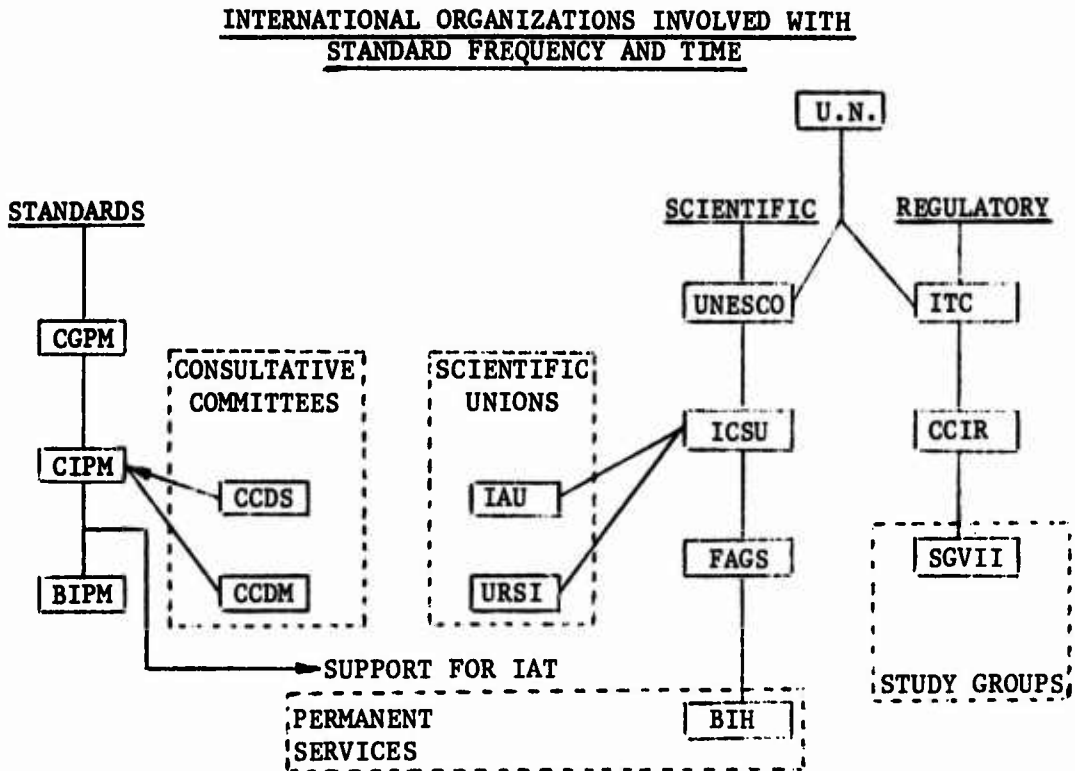 INTERNATIONAL ORGANIZATIONS INVOLVED WITH
STANDARD FREQUENCY AND TIME
U.N.
STANDARDS
SCIENTIFIC
REGULATORY
UNESCO
ITC
CGPM
CONSULTATIVE
COMMITTEES
SCIENTIFIC
UNIONS
ICSU
CCIR
CIPM
CCDS
IAU
FAGS
SGVII
BIPM
CCDM
URSI
SUPPORT FOR IAT
STUDY GROUPS
PERMANENT
SERVICES
BIH